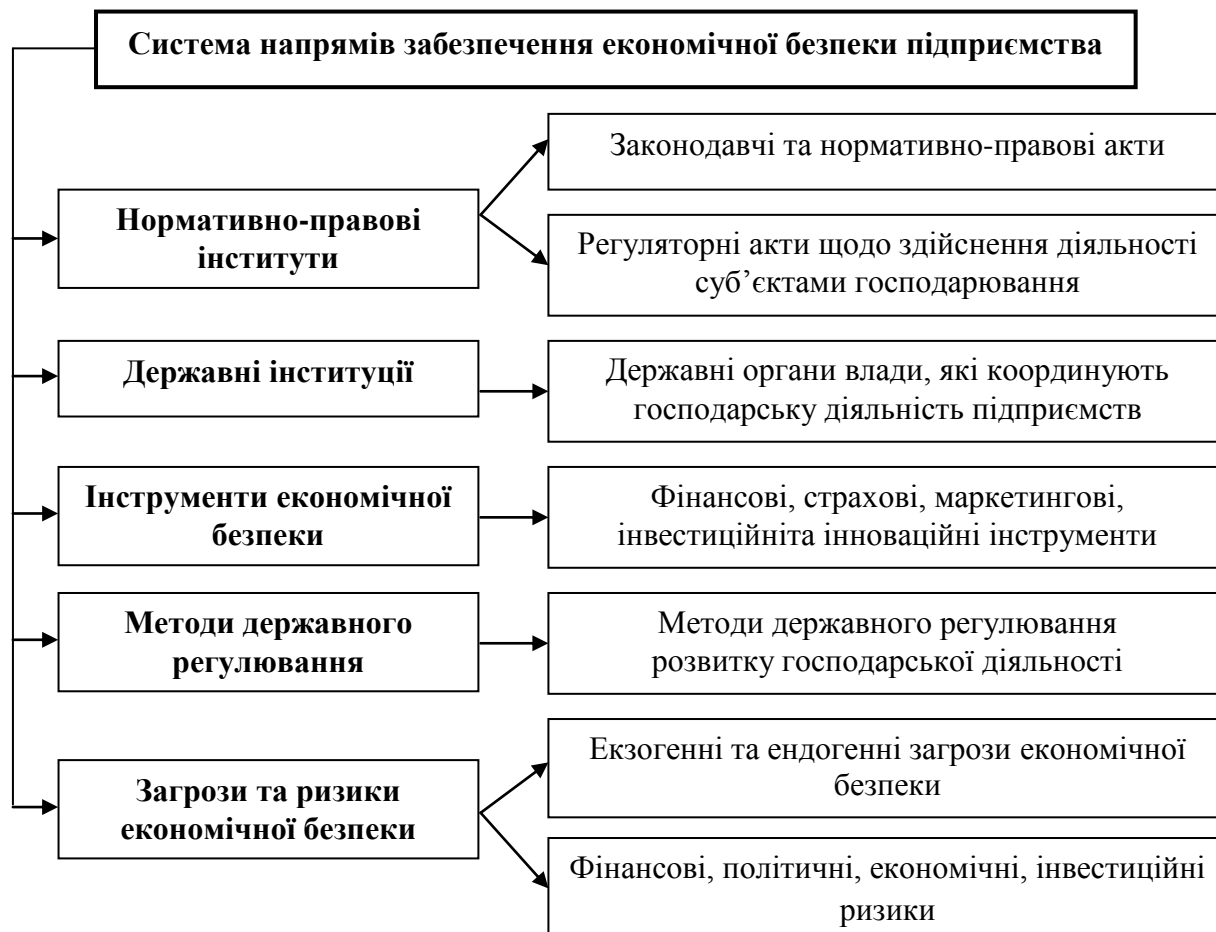 Система напрямів забезпечення економічної безпеки підприємства
Законодавчі та нормативно-правові акти
Нормативно-правові
інститути
Регуляторні акти щодо здійснення діяльності
суб’єктами господарювання
Державні інституції
Державні органи влади, які координують
господарську діяльність підприємств
Інструменти економічної
безпеки
Фінансові, страхові, маркетингові,
інвестиційніта інноваційні інструменти
Методи державного
регулювання
Методи державного регулювання
розвитку господарської діяльності
Екзогенні та ендогенні загрози економічної
безпеки
Загрози та ризики
економічної безпеки
Фінансові, політичні, економічні, інвестиційні
ризики